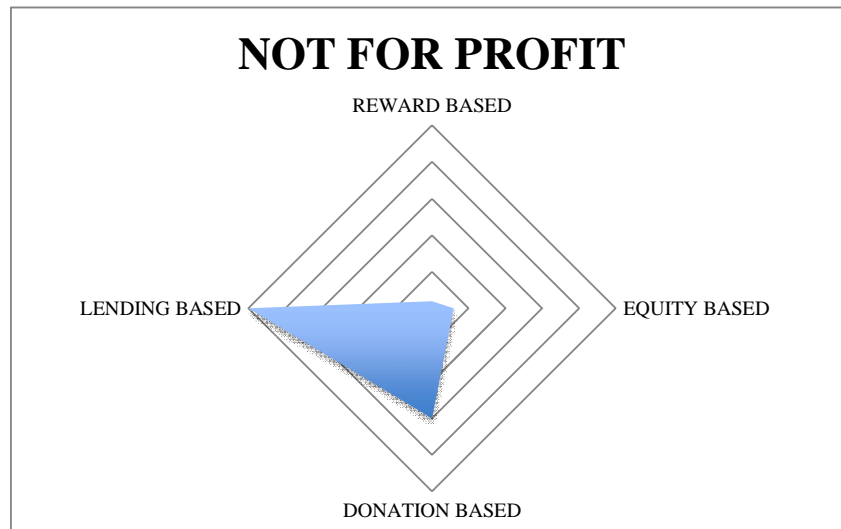 NOT FOR PROFIT
REWARD BASED
LENDING BASED
EQUITY BASED
DONATION BASED